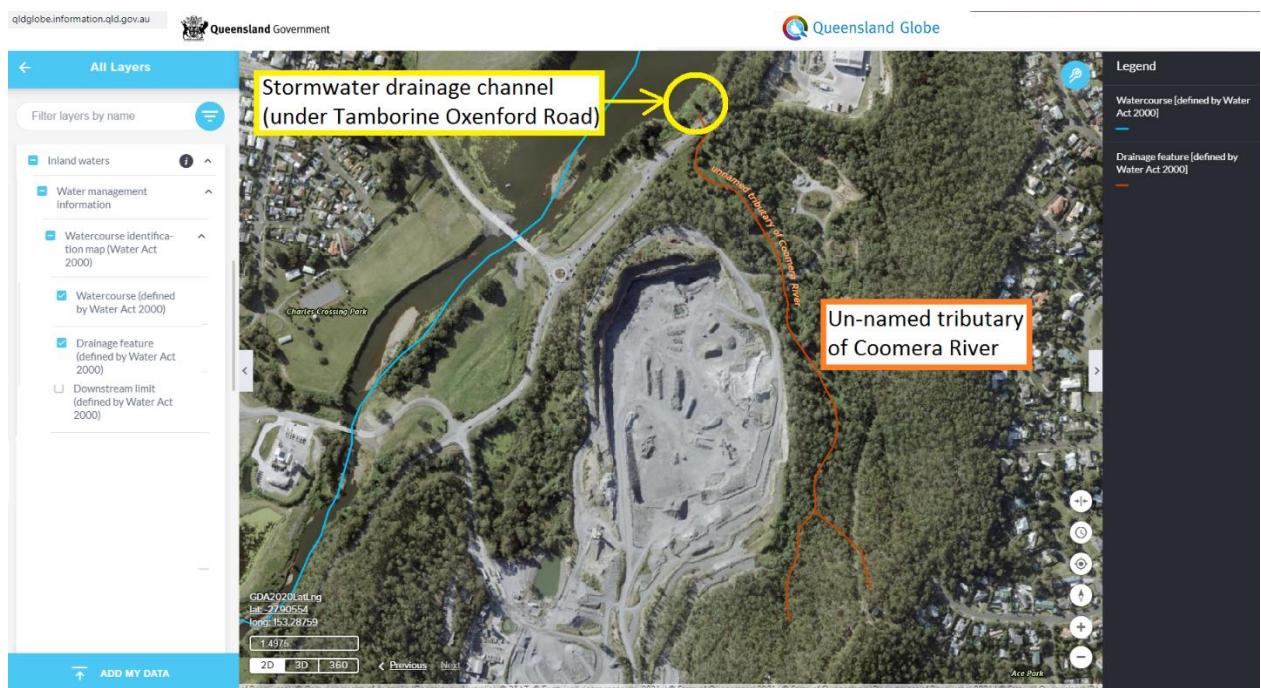 qldglobe.information.qld.gov.au
Queensland Government
Queensland Globe
All Layers
Filter layers by name
Inland waters
Water management
information
Watercourse identifica-
tion map (Water Act
2000)
Watercourse (defined
by Water Act 2000)
Drainage feature
(defined by Water Act
2000)
Downstream limit
(defined by Water Act
2000)
ADD MY DATA
Stormwater drainage channel
(under Tamborine Oxenford Road)
unnamed tributary of Coomera River
Charles Crossing Park
Un-named tributary
of Coomera River
GDA2020LatLng
lat: -27.90554
long: 153.28759
1:4975
2D 3D 360
Previous Next
Ace Park
Legend
Watercourse [defined by Water
Act 2000]
Drainage feature [defined by
Water Act 2000]